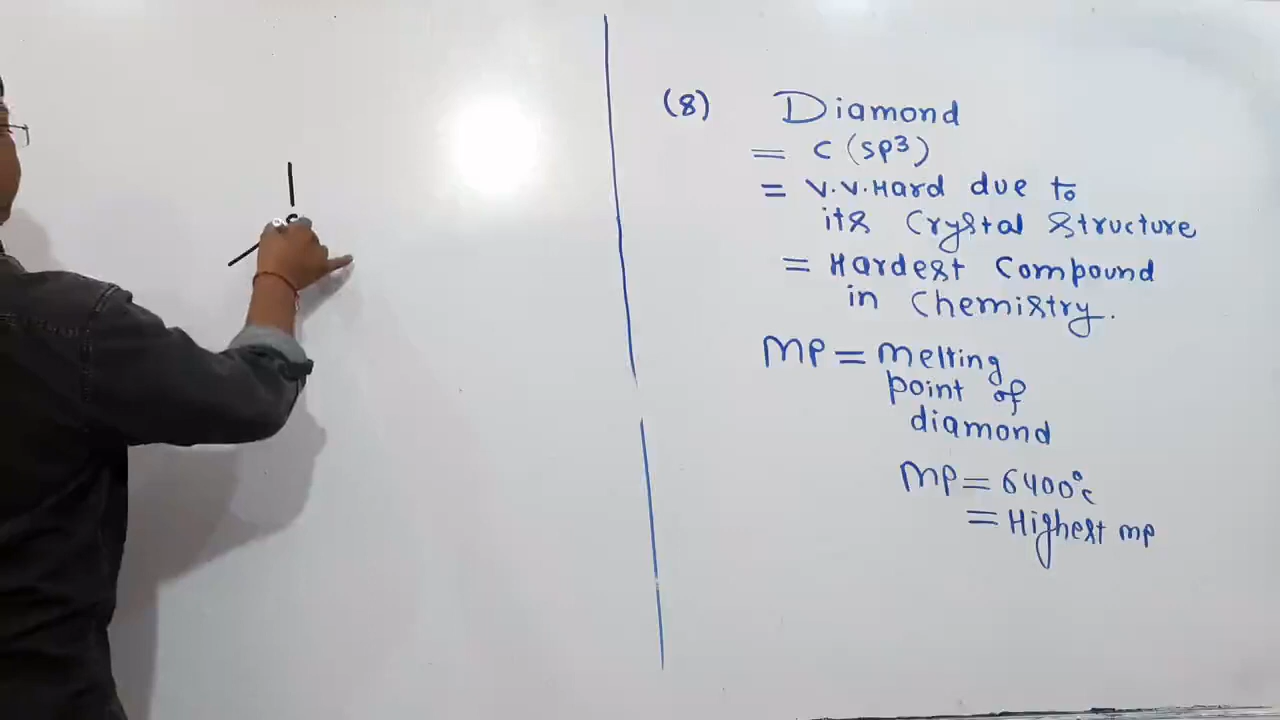 (8) Diamond
= C (sp³)
= V.V.Hard due to
its Crystal Structure
= Hardest Compound
in Chemistry.
MP = melting
point of
diamond
MP = 6400°c
= Highest mp